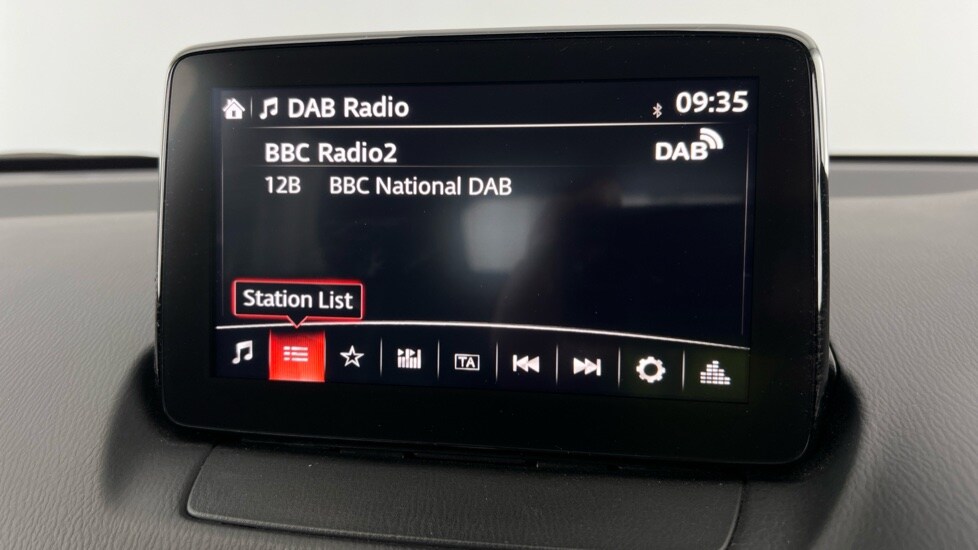 DAB Radio 09:35
BBC Radio2 DAB
12B BBC National DAB
Station List
TA